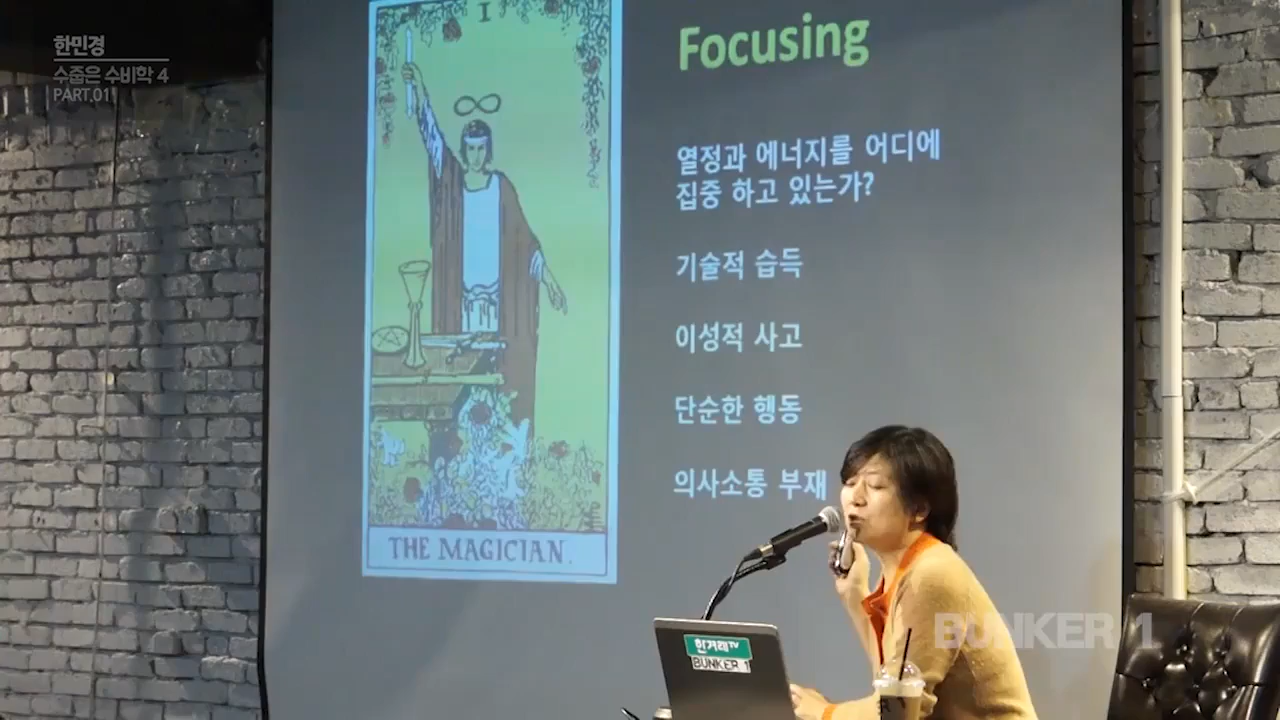 한민경
수줍은 수비학 4
PART.01
I
THE MAGICIAN.
Focusing
열정과 에너지를 어디에
집중 하고 있는가?
기술적 습득
이성적 사고
단순한 행동
의사소통 부재
한겨레TV
BUNKER 1
BUNKER 1